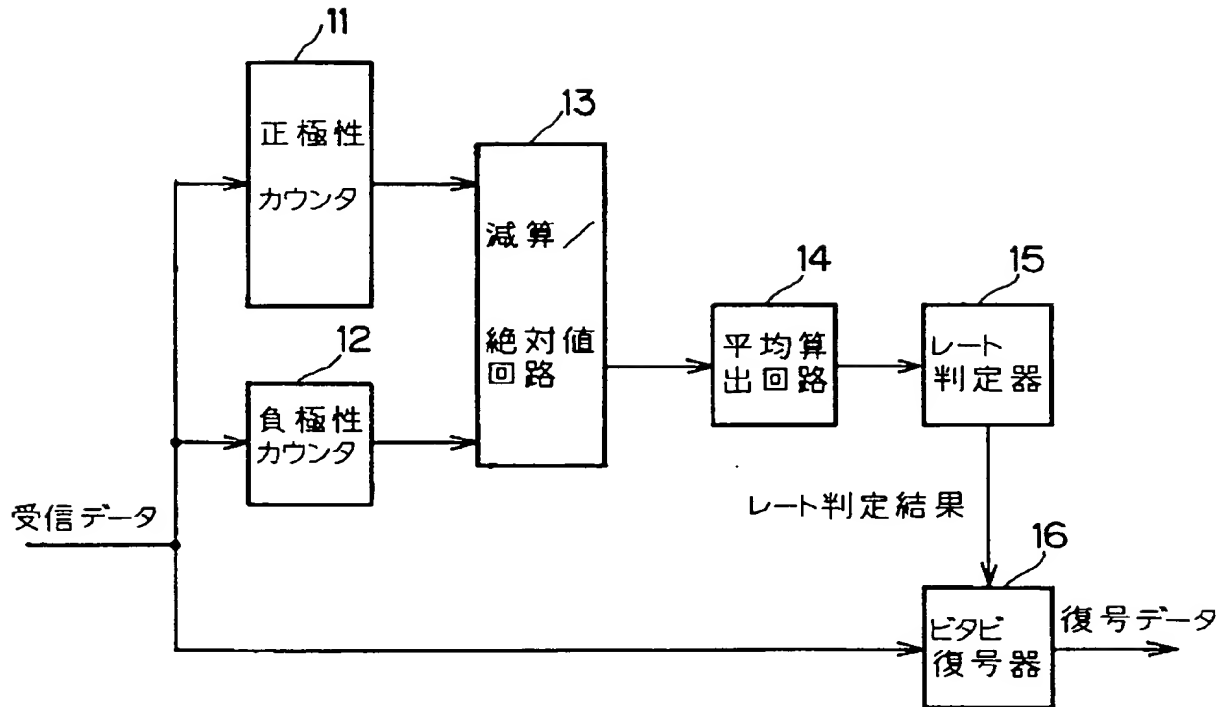 11
正極性
カウンタ
13
減算／
絶対値
回路
12
負極性
カウンタ
14
平均算
出回路
15
レート
判定器
受信データ
レート判定結果
16
ビタビ
復号器
復号データ